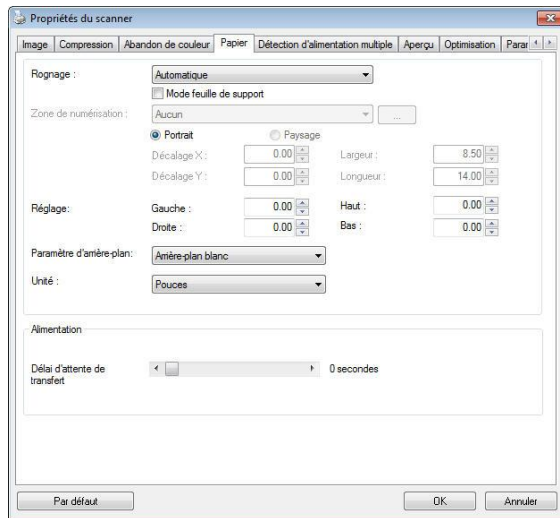 Propriétés du scanner
Image Compression Abandon de couleur Papier Détection d'alimentation multiple Aperçu Optimisation Parar
Rognage : Automatique
Mode feuille de support
Zone de numérisation : Aucun ...
Portrait Paysage
Décalage X : 0.00 Largeur : 8.50
Décalage Y : 0.00 Longueur : 14.00
Réglage: Gauche : 0.00 Haut : 0.00
Droite : 0.00 Bas : 0.00
Paramètre d'arrière-plan: Arrière-plan blanc
Unité : Pouces
Alimentation
Délai d'attente de 0 secondes
transfert
Par défaut OK Annuler